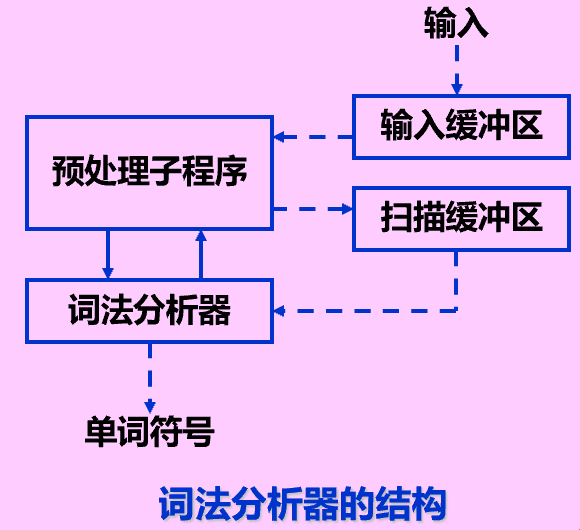 输入
输入缓冲区
预处理子程序
扫描缓冲区
词法分析器
单词符号
词法分析器的结构